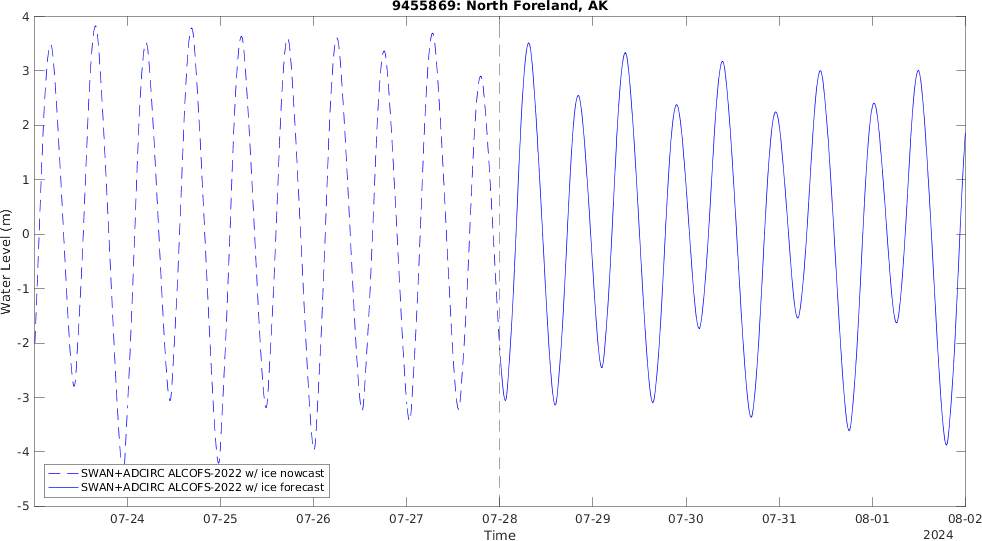 9455869: North Foreland, AK
4
3
2
1
0
-1
-2
-3
-4
-5
Water Level (m)
SWAN+ADCIRC ALCOFS-2022 w/ ice nowcast
SWAN+ADCIRC ALCOFS-2022 w/ ice forecast
07-24 07-25 07-26 07-27 07-28 07-29 07-30 07-31 08-01 08-02
Time
2024